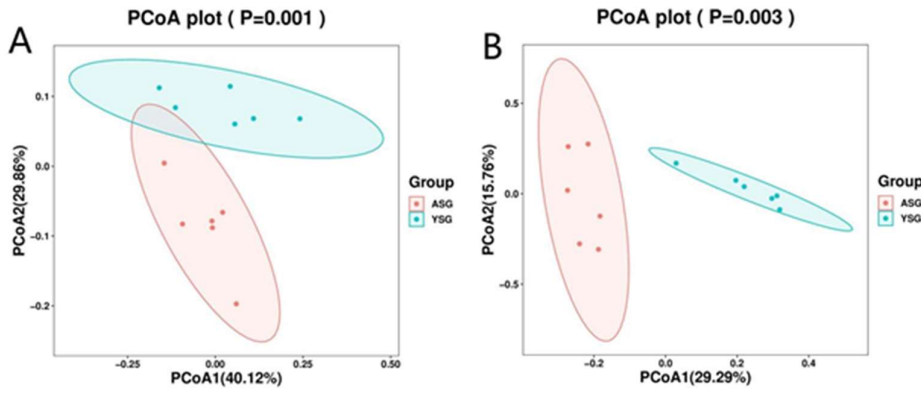 A
PCoA plot ( P=0.001 )
PCoA2(29.86%)
0.1
0.0
−0.1
−0.2
−0.25
0.00
0.25
0.50
PCoA1(40.12%)
Group
ASG
YSG
B
PCoA plot ( P=0.003 )
PCoA2(15.76%)
0.5
0.0
−0.5
−0.2
0.0
0.2
0.4
PCoA1(29.29%)
Group
ASG
YSG